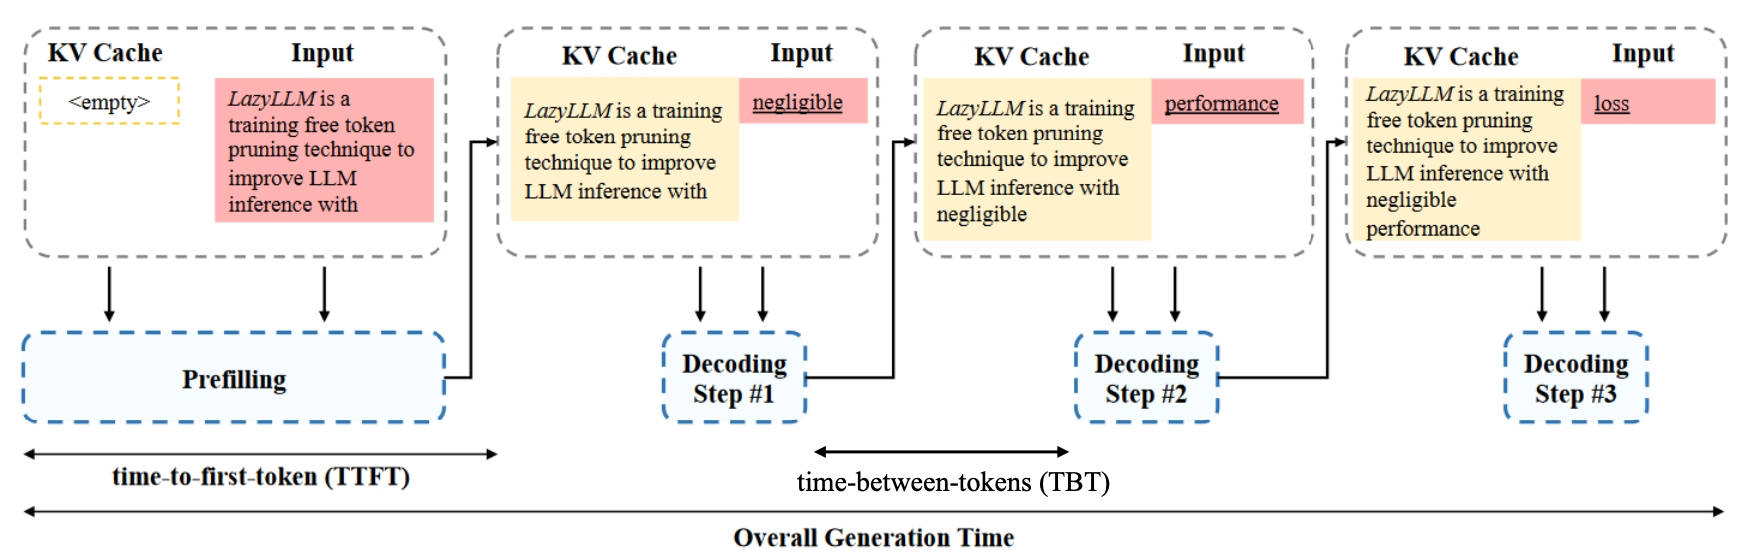 KV Cache
Input
<empty>
LazyLLM is a
training free token
pruning technique to
improve LLM
inference with
KV Cache
Input
LazyLLM is a training
free token pruning
technique to improve
LLM inference with
negligible
KV Cache
Input
LazyLLM is a training
free token pruning
technique to improve
LLM inference with
negligible
performance
KV Cache
Input
LazyLLM is a training
free token pruning
technique to improve
LLM inference with
negligible
performance
loss
Prefilling
Decoding
Step #1
Decoding
Step #2
Decoding
Step #3
time-to-first-token (TTFT)
time-between-tokens (TBT)
Overall Generation Time